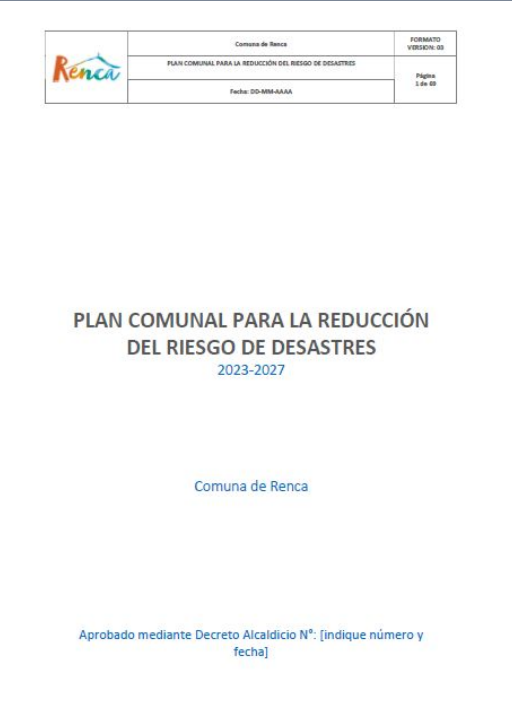 Renca
Comuna de Renca
FORMATO
VERSION: 00
PLAN COMUNAL PARA LA REDUCCIÓN DEL RIESGO DE DESASTRES
Página
1 de 60
Fecha: DD-MM-AAAA
PLAN COMUNAL PARA LA REDUCCIÓN
DEL RIESGO DE DESASTRES
2023-2027
Comuna de Renca
Aprobado mediante Decreto Alcaldicio N°: [indique número y
fecha]